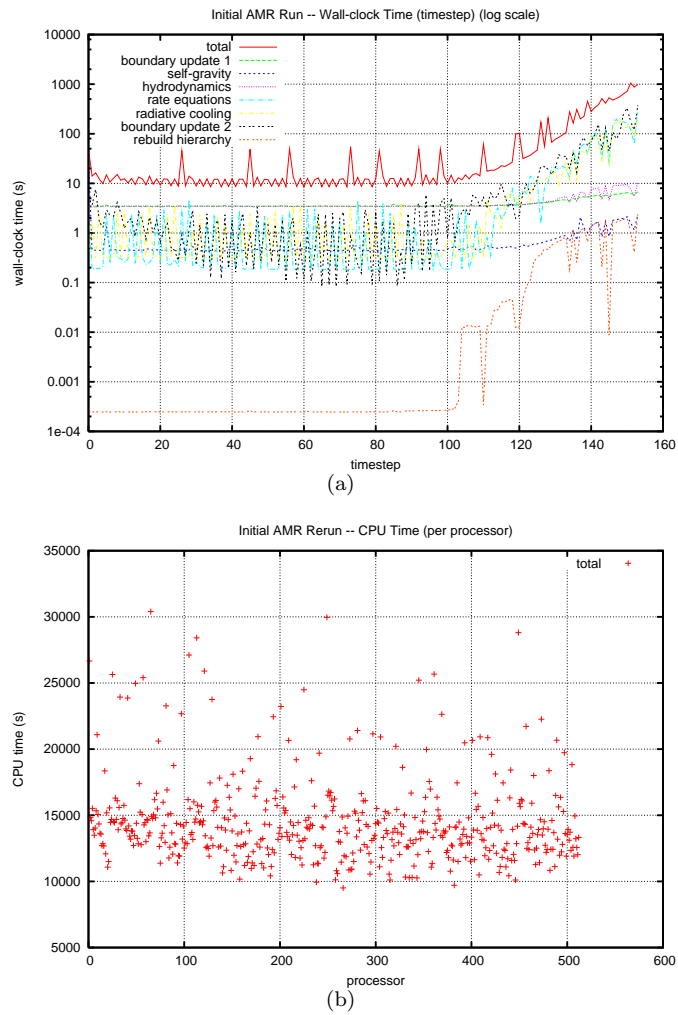 Initial AMR Run -- Wall-clock Time (timestep) (log scale)
10000
1000
100
10
1
0.1
0.01
0.001
1e-04
wall-clock time (s)
total
boundary update 1
self-gravity
hydrodynamics
rate equations
radiative cooling
boundary update 2
rebuild hierarchy
0 20 40 60 80 100 120 140 160
timestep
(a)
Initial AMR Rerun -- CPU Time (per processor)
35000
30000
25000
20000
15000
10000
5000
CPU time (s)
total
0 100 200 300 400 500 600
processor
(b)